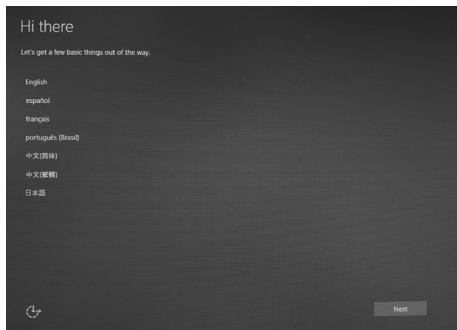 Hi there
Let's get a few basic things out of the way.
English
español
français
português (Brasil)
中文(简体)
中文(繁體)
日本語
Next